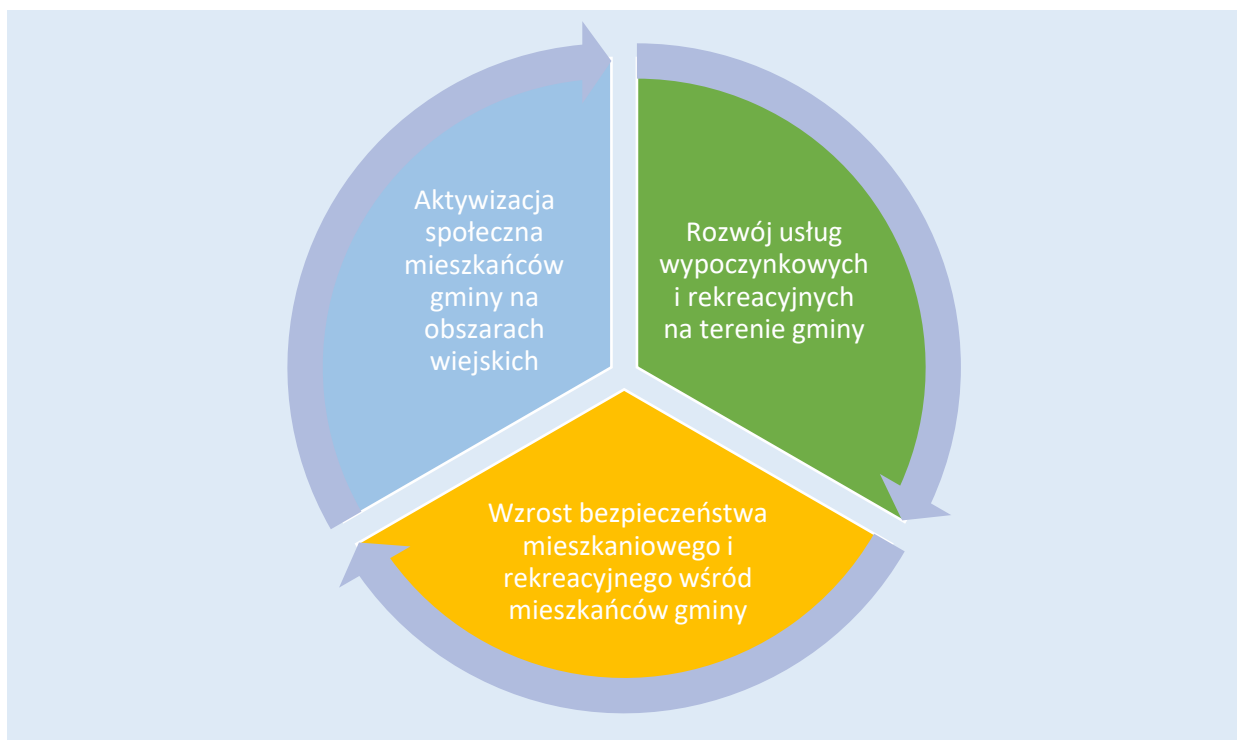 Aktywizacja
społeczna
mieszkańców
gminy na
obszarach
wiejskich
Rozwój usług
wypoczynkowych
i rekreacyjnych
na terenie gminy
Wzrost bezpieczeństwa
mieszkaniowego i
rekreacyjnego wśród
mieszkańców gminy